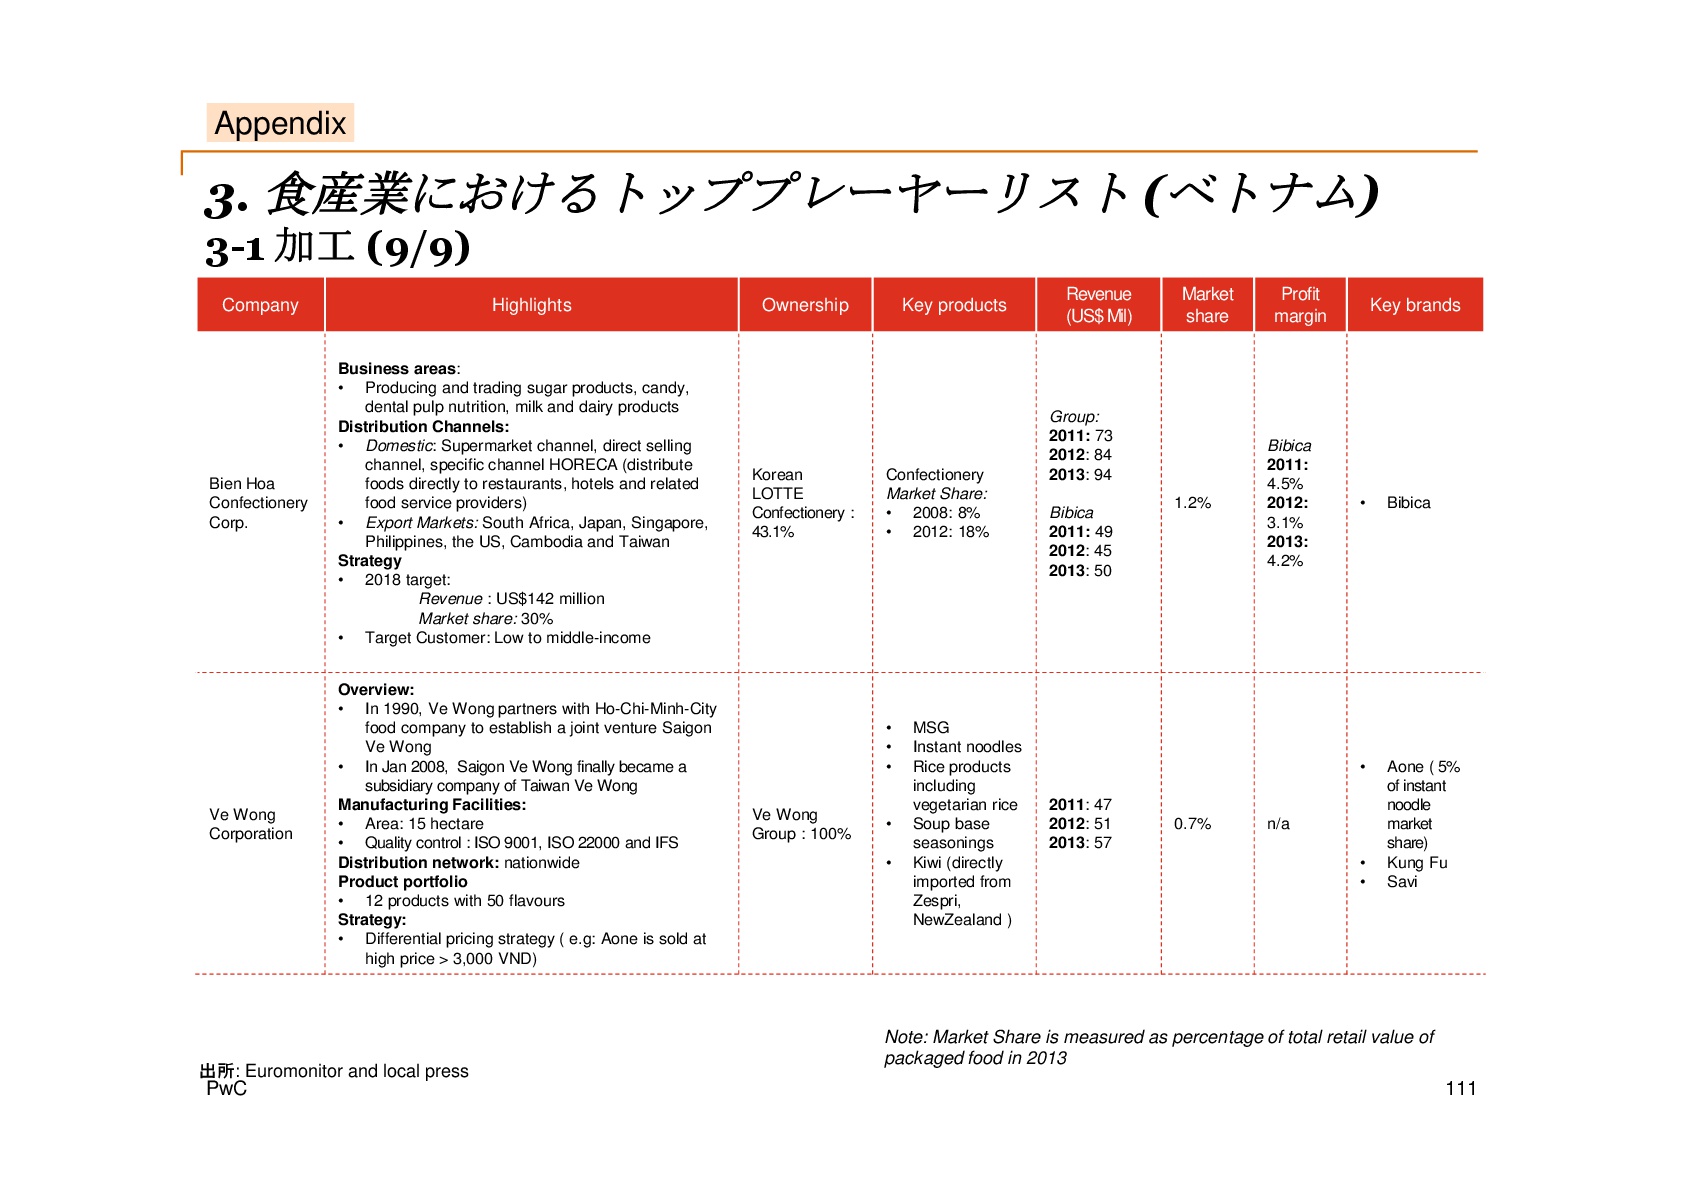 Appendix
3. 食産業におけるトッププレーヤーリスト(ベトナム)
3-1 加工 (9/9)
Company
Highlights
Ownership
Key products
Revenue
(US$ Mil)
Market
share
Profit
margin
Key brands
Bien Hoa
Confectionery
Corp.
Business areas:
• Producing and trading sugar products, candy,
dental pulp nutrition, milk and dairy products
Distribution Channels:
• Domestic: Supermarket channel, direct selling
channel, specific channel HORECA (distribute
foods directly to restaurants, hotels and related
food service providers)
• Export Markets: South Africa, Japan, Singapore,
Philippines, the US, Cambodia and Taiwan
Strategy
• 2018 target:
Revenue : US$142 million
Market share: 30%
• Target Customer: Low to middle-income
Korean
LOTTE
Confectionery :
43.1%
Confectionery
Market Share:
• 2008: 8%
• 2012: 18%
Group:
2011: 73
2012: 84
2013: 94
Bibica
2011: 49
2012: 45
2013: 50
1.2%
Bibica
2011:
4.5%
2012:
3.1%
2013:
4.2%
• Bibica
Ve Wong
Corporation
Overview:
• In 1990, Ve Wong partners with Ho-Chi-Minh-City
food company to establish a joint venture Saigon
Ve Wong
• In Jan 2008, Saigon Ve Wong finally became a
subsidiary company of Taiwan Ve Wong
Manufacturing Facilities:
• Area: 15 hectare
• Quality control : ISO 9001, ISO 22000 and IFS
Distribution network: nationwide
Product portfolio
• 12 products with 50 flavours
Strategy:
• Differential pricing strategy ( e.g: Aone is sold at
high price > 3,000 VND)
Ve Wong
Group : 100%
• MSG
• Instant noodles
• Rice products
including
vegetarian rice
• Soup base
seasonings
• Kiwi (directly
imported from
Zespri,
NewZealand )
2011: 47
2012: 51
2013: 57
0.7%
n/a
• Aone ( 5%
of instant
noodle
market
share)
• Kung Fu
• Savi
Note: Market Share is measured as percentage of total retail value of
packaged food in 2013
出所: Euromonitor and local press
PwC
111